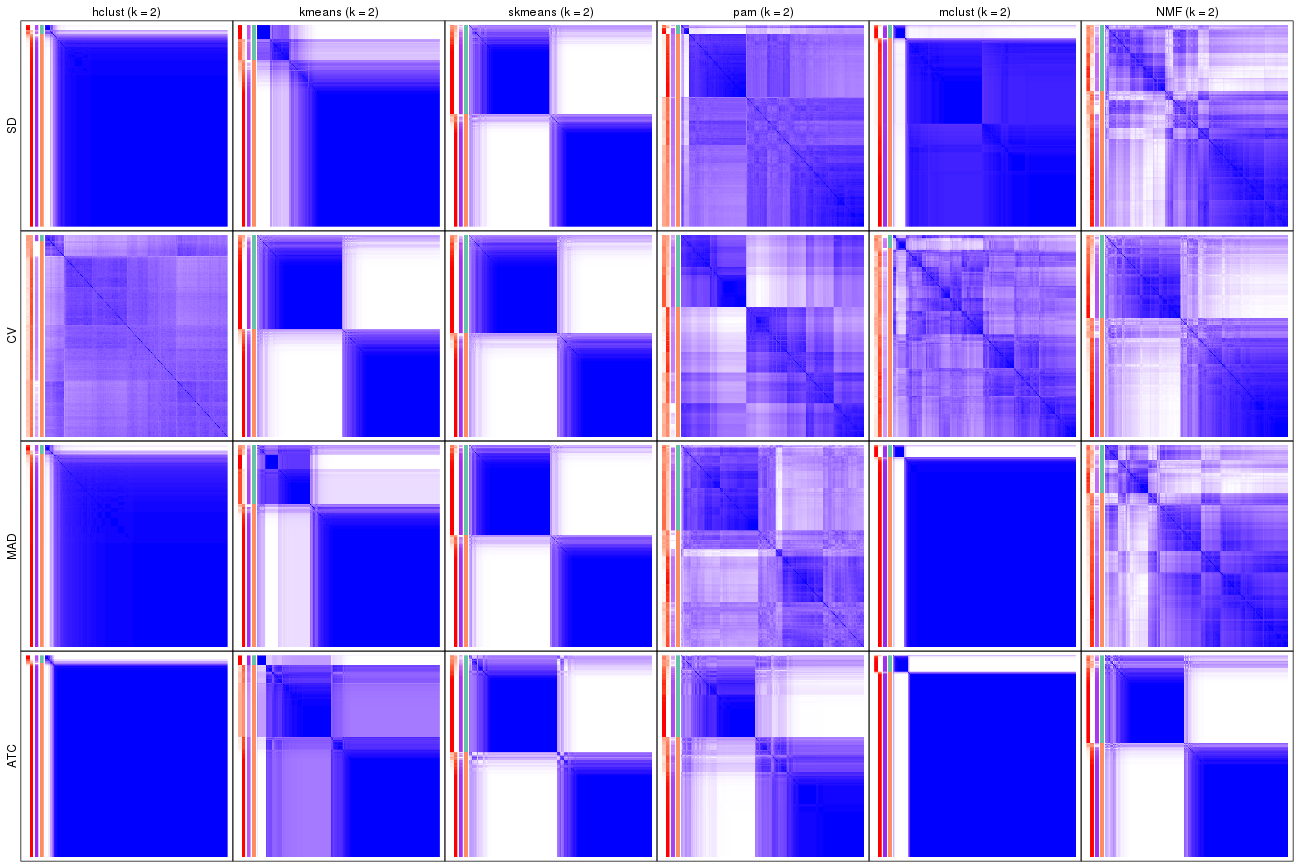 hclust (k = 2)
kmeans (k = 2)
skmeans (k = 2)
pam (k = 2)
mclust (k = 2)
NMF (k = 2)
SD
CV
MAD
ATC